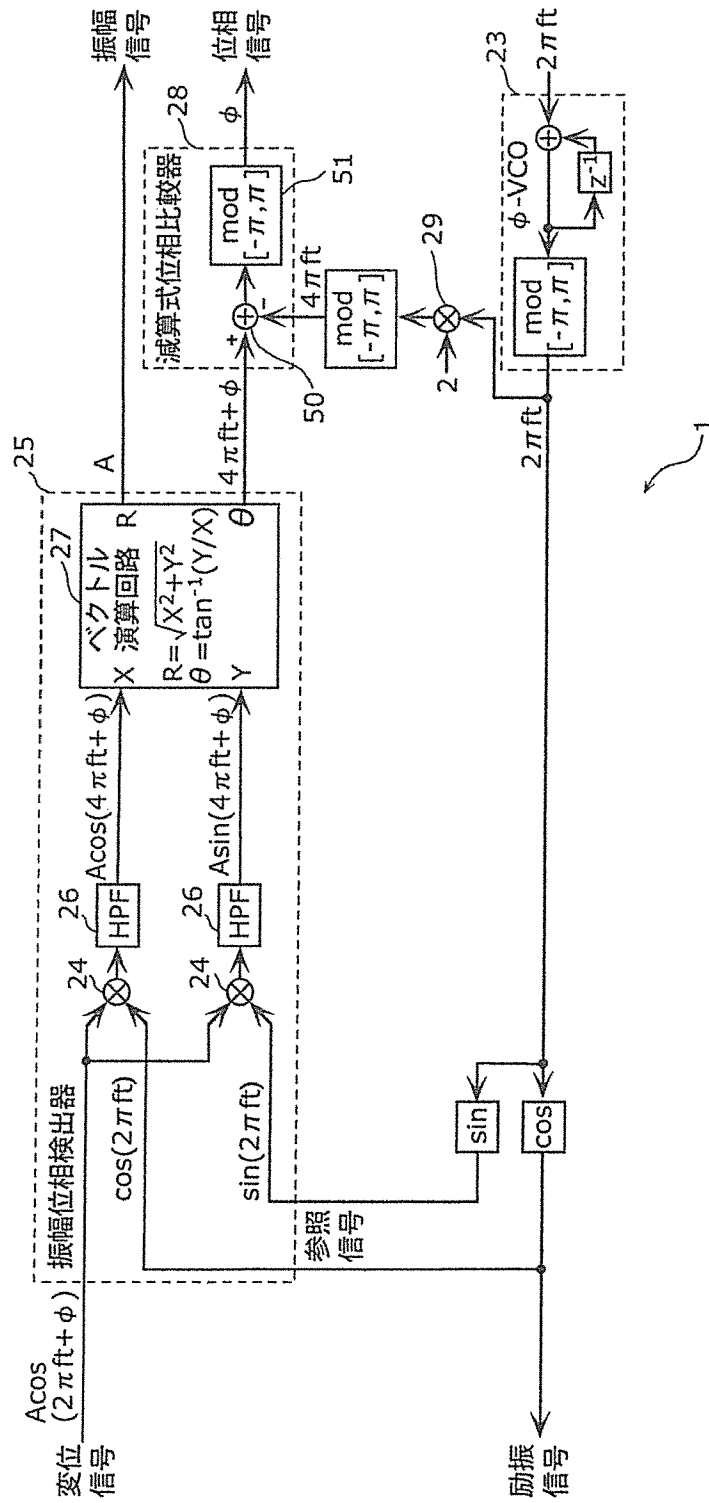 変位
信号
Acos
(2πft+φ)
振幅位相検出器
25
24
24
26
HPF
26
HPF
Acos(4πft+φ)
Asin(4πft+φ)
27
ベクトル
演算回路
X
R
R=√X²+Y²
θ=tan⁻¹(Y/X)
Y
θ
A
振幅
信号
4πft+φ
減算式位相比較器
28
+
-
50
mod
[-π,π]
51
φ
位相
信号
4πft
mod
[-π,π]
2
29
cos(2πft)
sin(2πft)
参照
信号
sin
cos
2πft
mod
[-π,π]
φ-VCO
z⁻¹
23
2πft
励振
信号
1